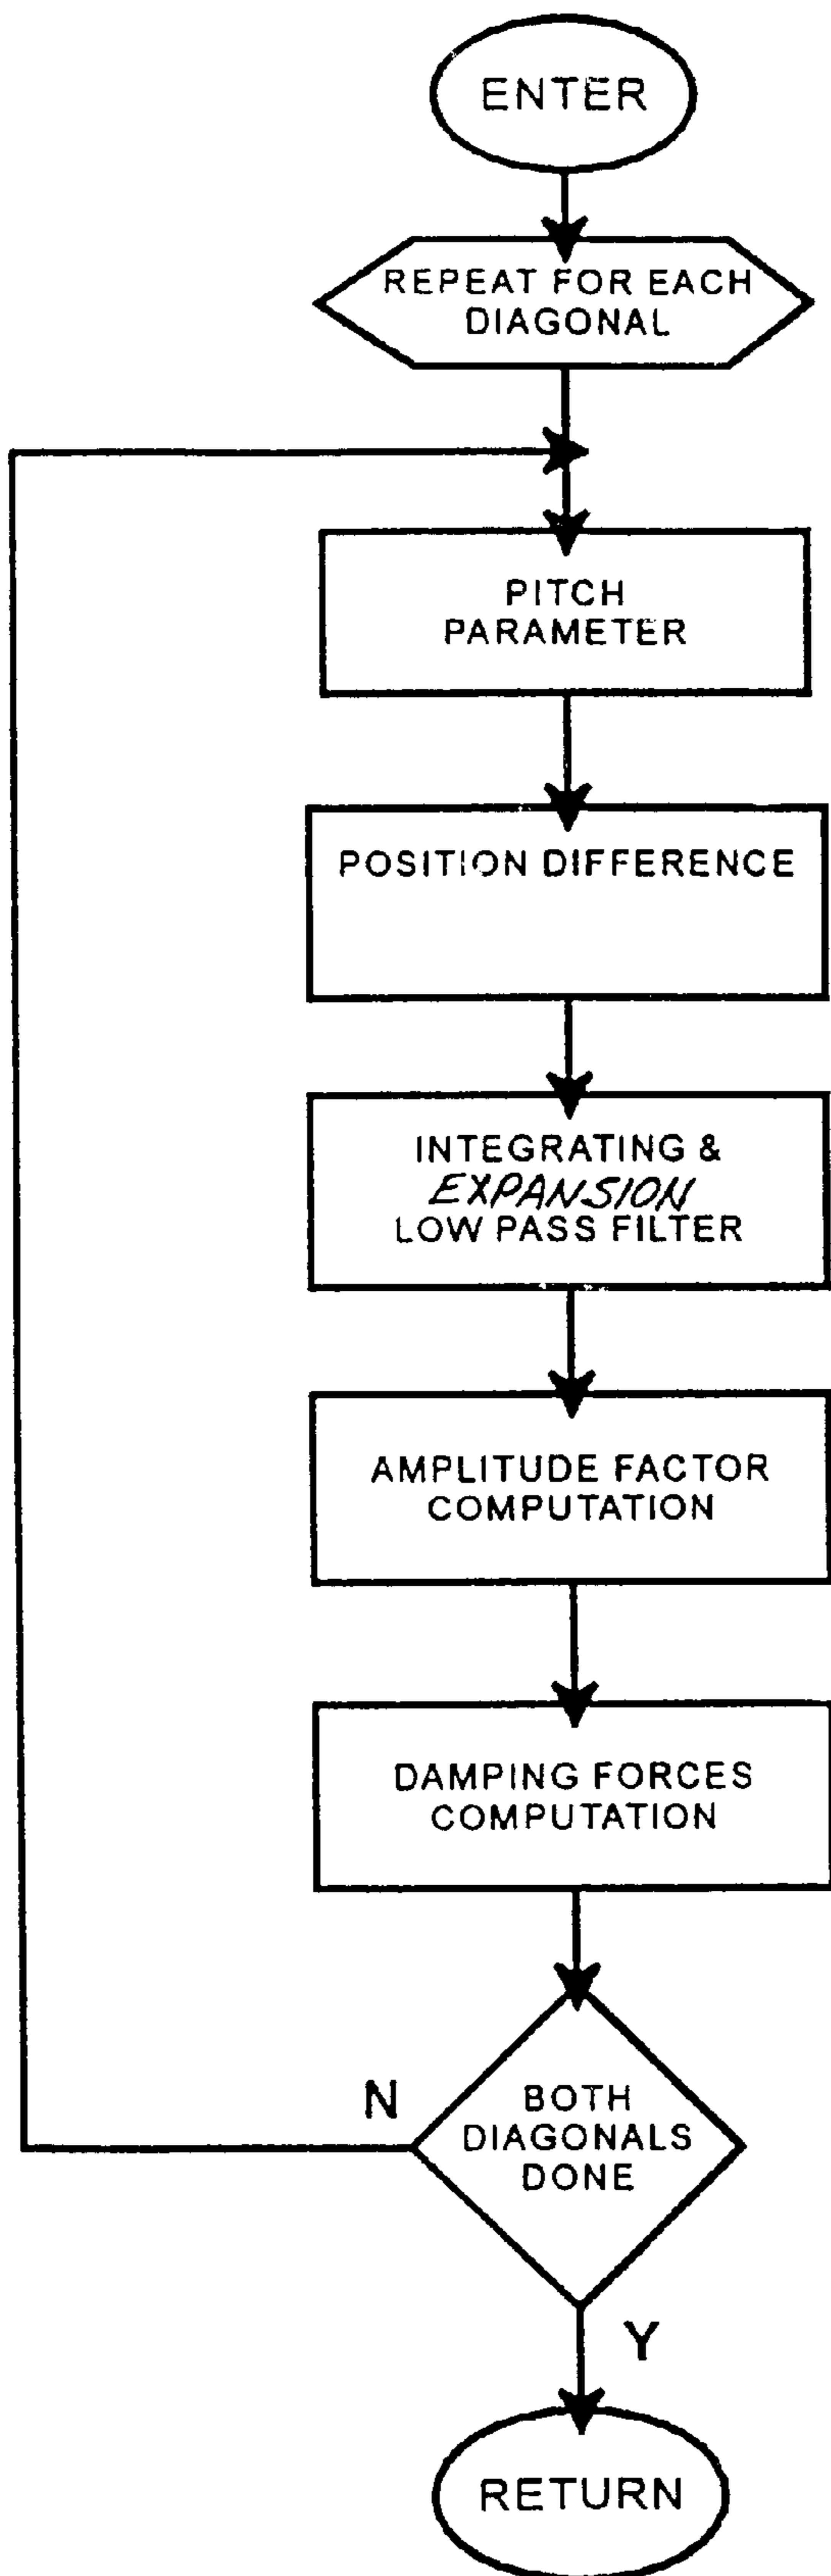 ENTER
REPEAT FOR EACH
DIAGONAL
PITCH
PARAMETER
POSITION DIFFERENCE
INTEGRATING &
EXPANSION
LOW PASS FILTER
AMPLITUDE FACTOR
COMPUTATION
DAMPING FORCES
COMPUTATION
N
BOTH
DIAGONALS
DONE
Y
RETURN